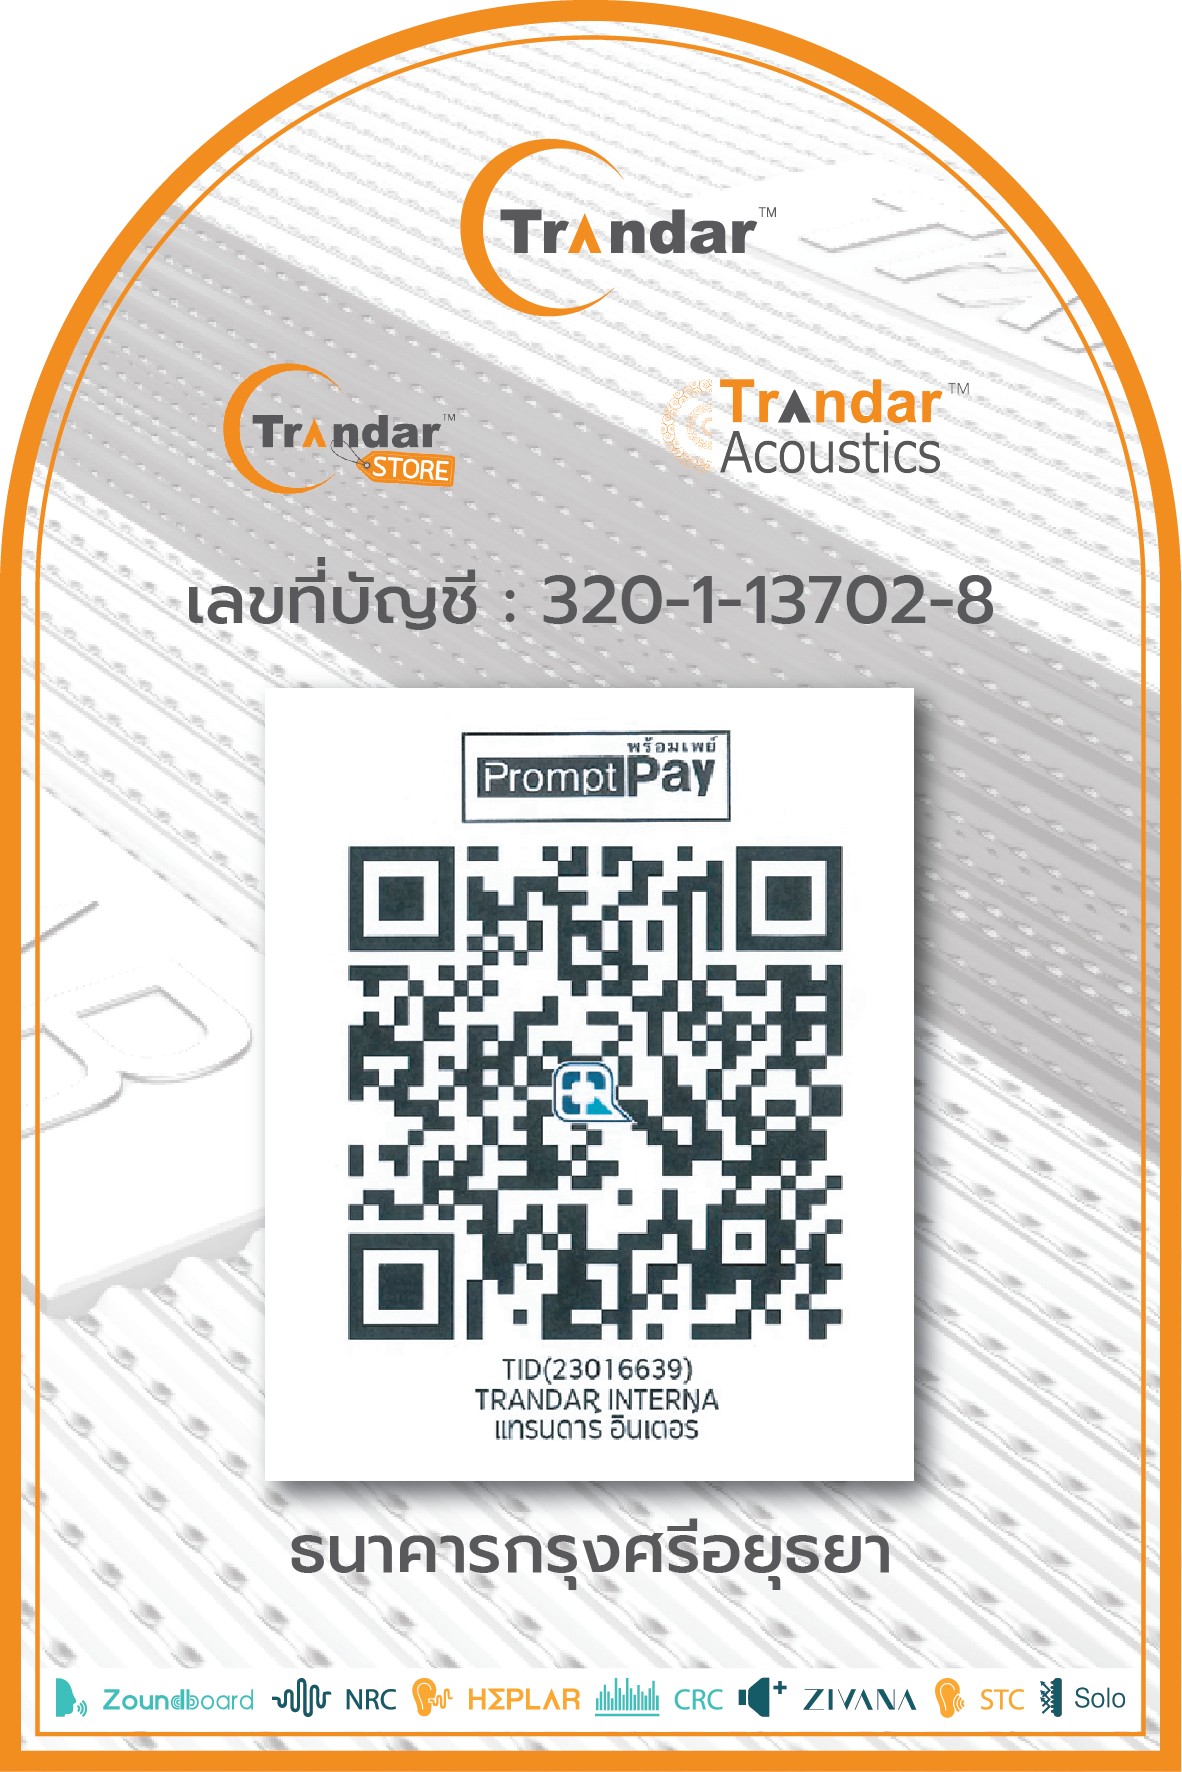 Trandar™
Trandar™
STORE
Trandar™
Acoustics
เลขที่บัญชี : 320-1-13702-8
พร้อมเพย์
Prompt Pay
TID(23016639)
TRANDAR INTERNA
แทรนดาร์ อินเตอร์
ธนาคารกรุงศรีอยุธยา
Zoundboard NRC HEPLAR CRC ZIVANA STC Solo